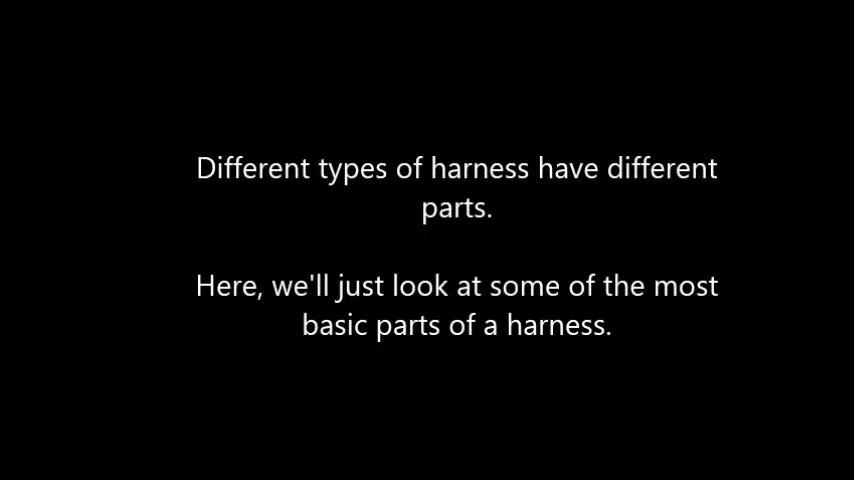 Different types of harness have different
parts.
Here, we'll just look at some of the most
basic parts of a harness.